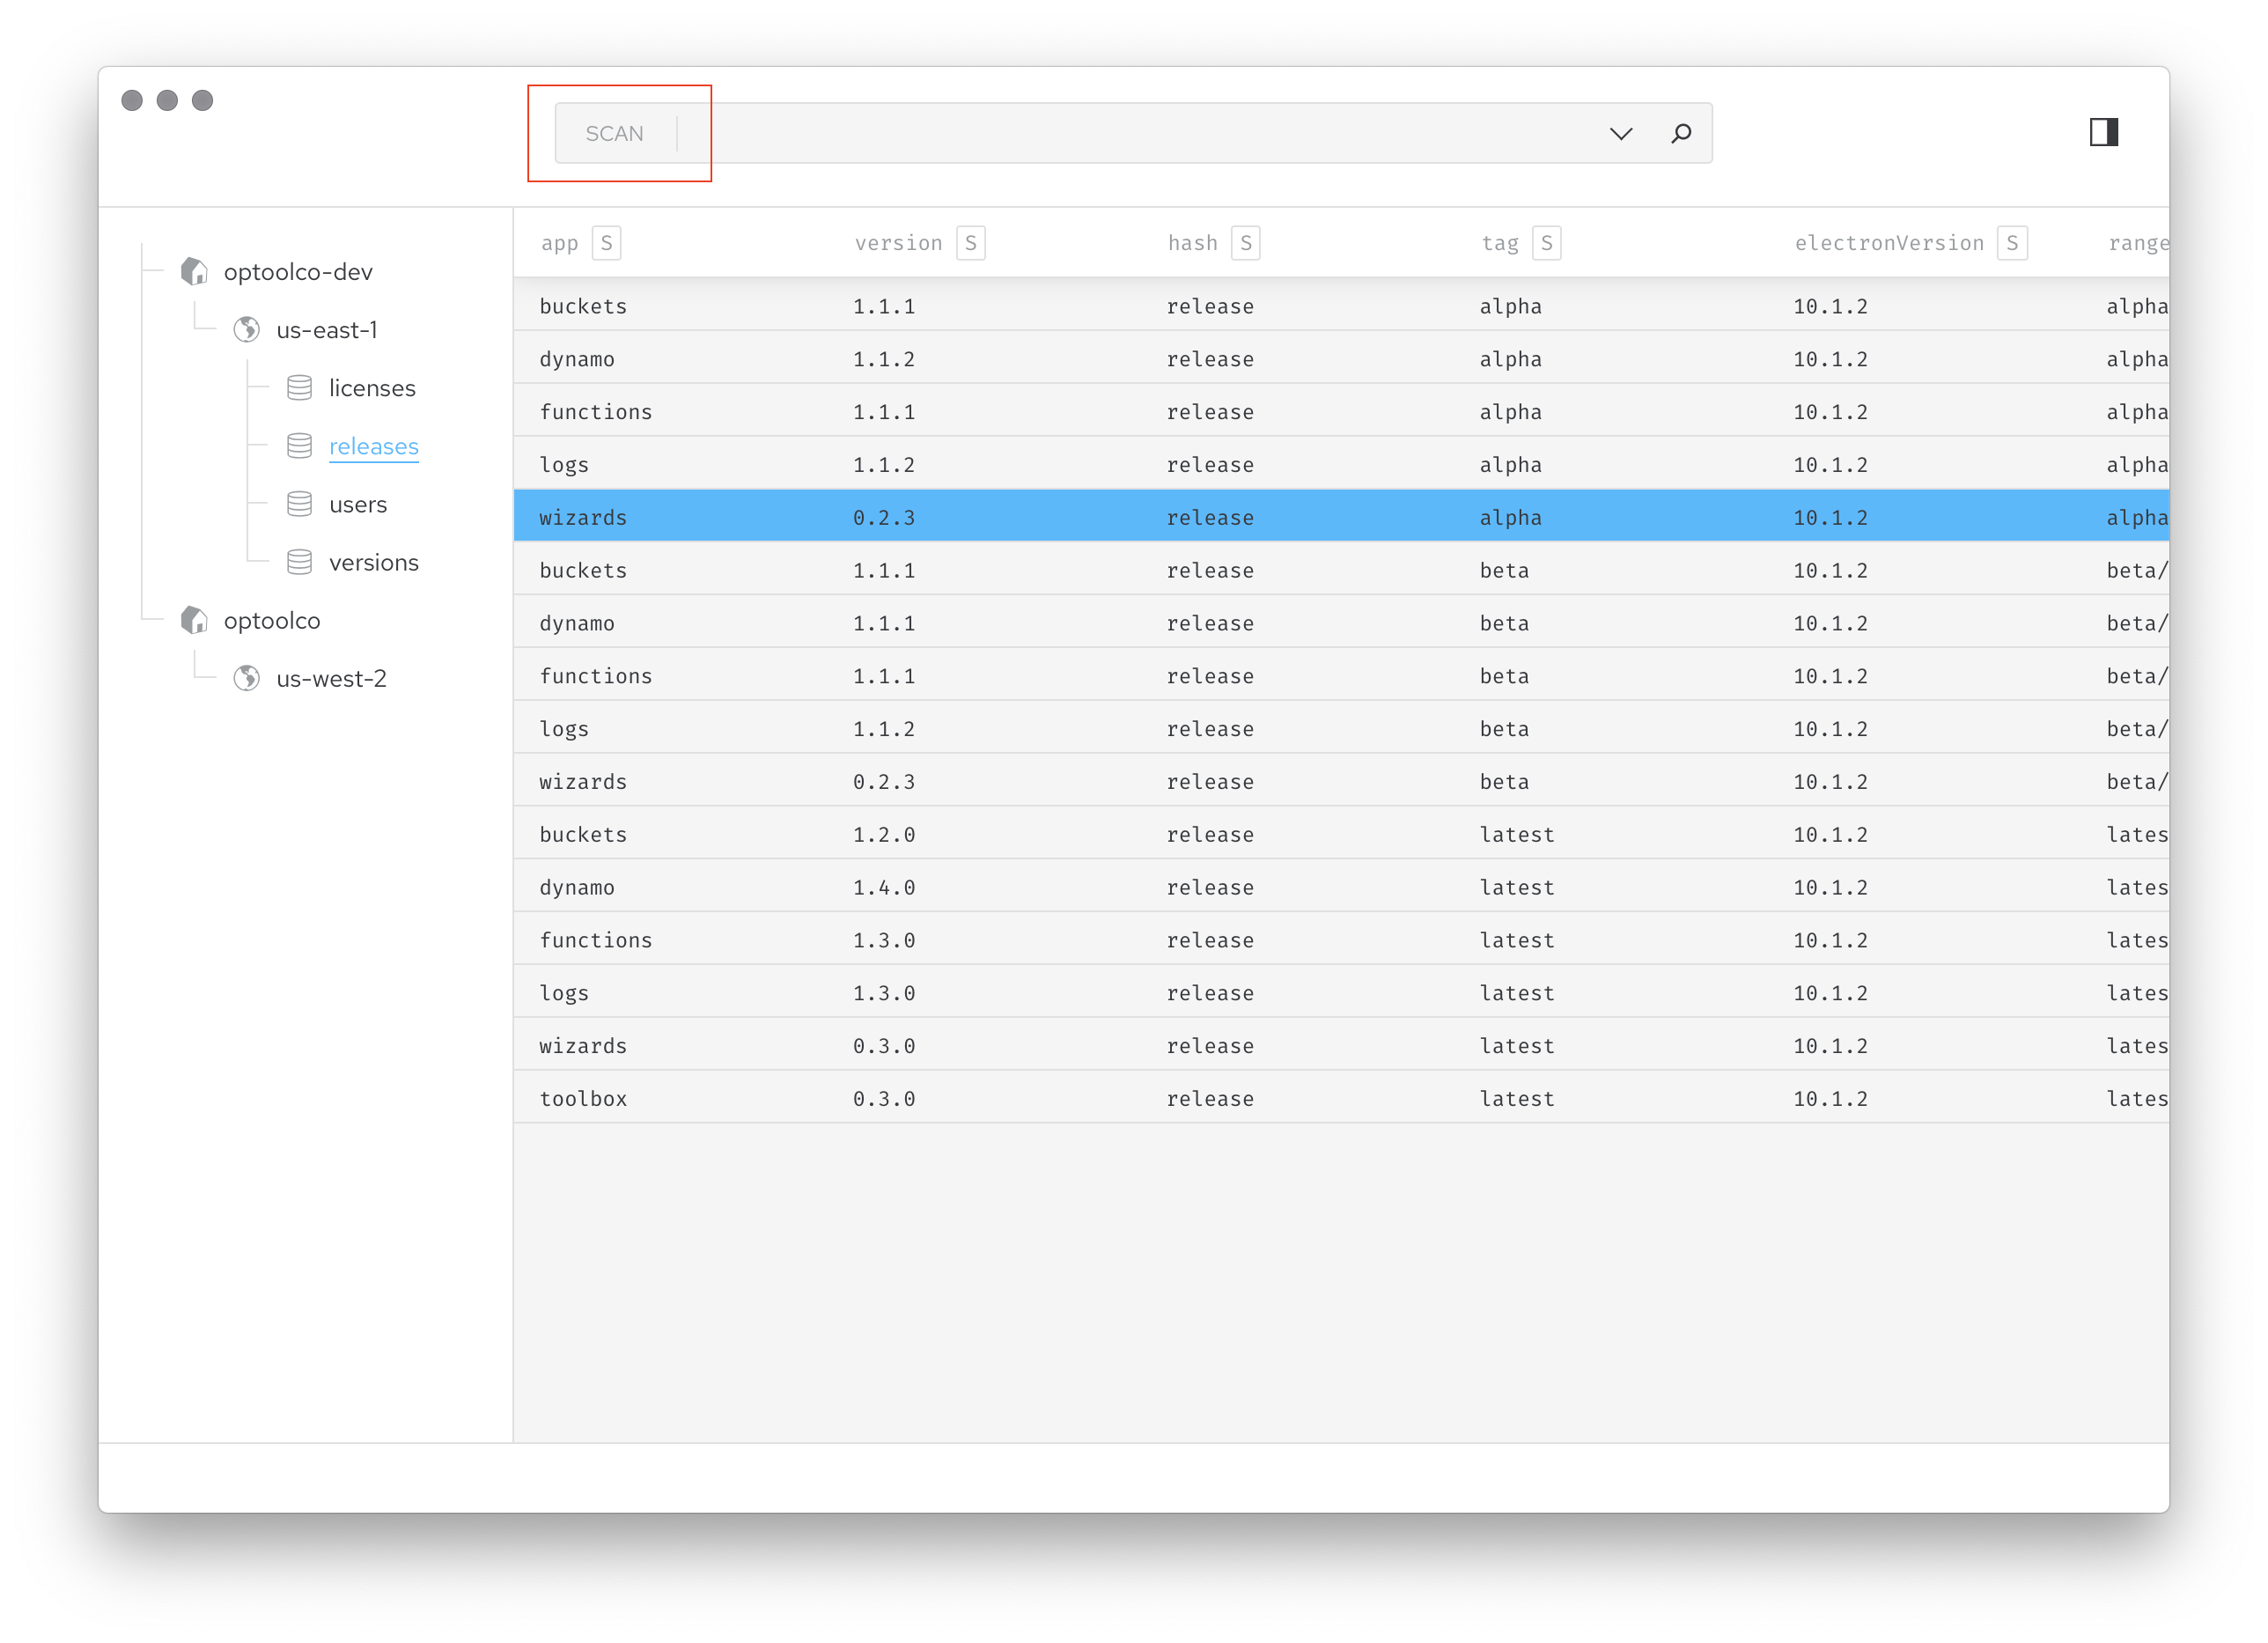 SCAN
optoolco-dev
us-east-1
licenses
releases
users
versions
optoolco
us-west-2
app S version S hash S tag S electronVersion S range
buckets 1.1.1 release alpha 10.1.2 alpha
dynamo 1.1.2 release alpha 10.1.2 alpha
functions 1.1.1 release alpha 10.1.2 alpha
logs 1.1.2 release alpha 10.1.2 alpha
wizards 0.2.3 release alpha 10.1.2 alpha
buckets 1.1.1 release beta 10.1.2 beta/
dynamo 1.1.1 release beta 10.1.2 beta/
functions 1.1.1 release beta 10.1.2 beta/
logs 1.1.2 release beta 10.1.2 beta/
wizards 0.2.3 release beta 10.1.2 beta/
buckets 1.2.0 release latest 10.1.2 lates
dynamo 1.4.0 release latest 10.1.2 lates
functions 1.3.0 release latest 10.1.2 lates
logs 1.3.0 release latest 10.1.2 lates
wizards 0.3.0 release latest 10.1.2 lates
toolbox 0.3.0 release latest 10.1.2 lates